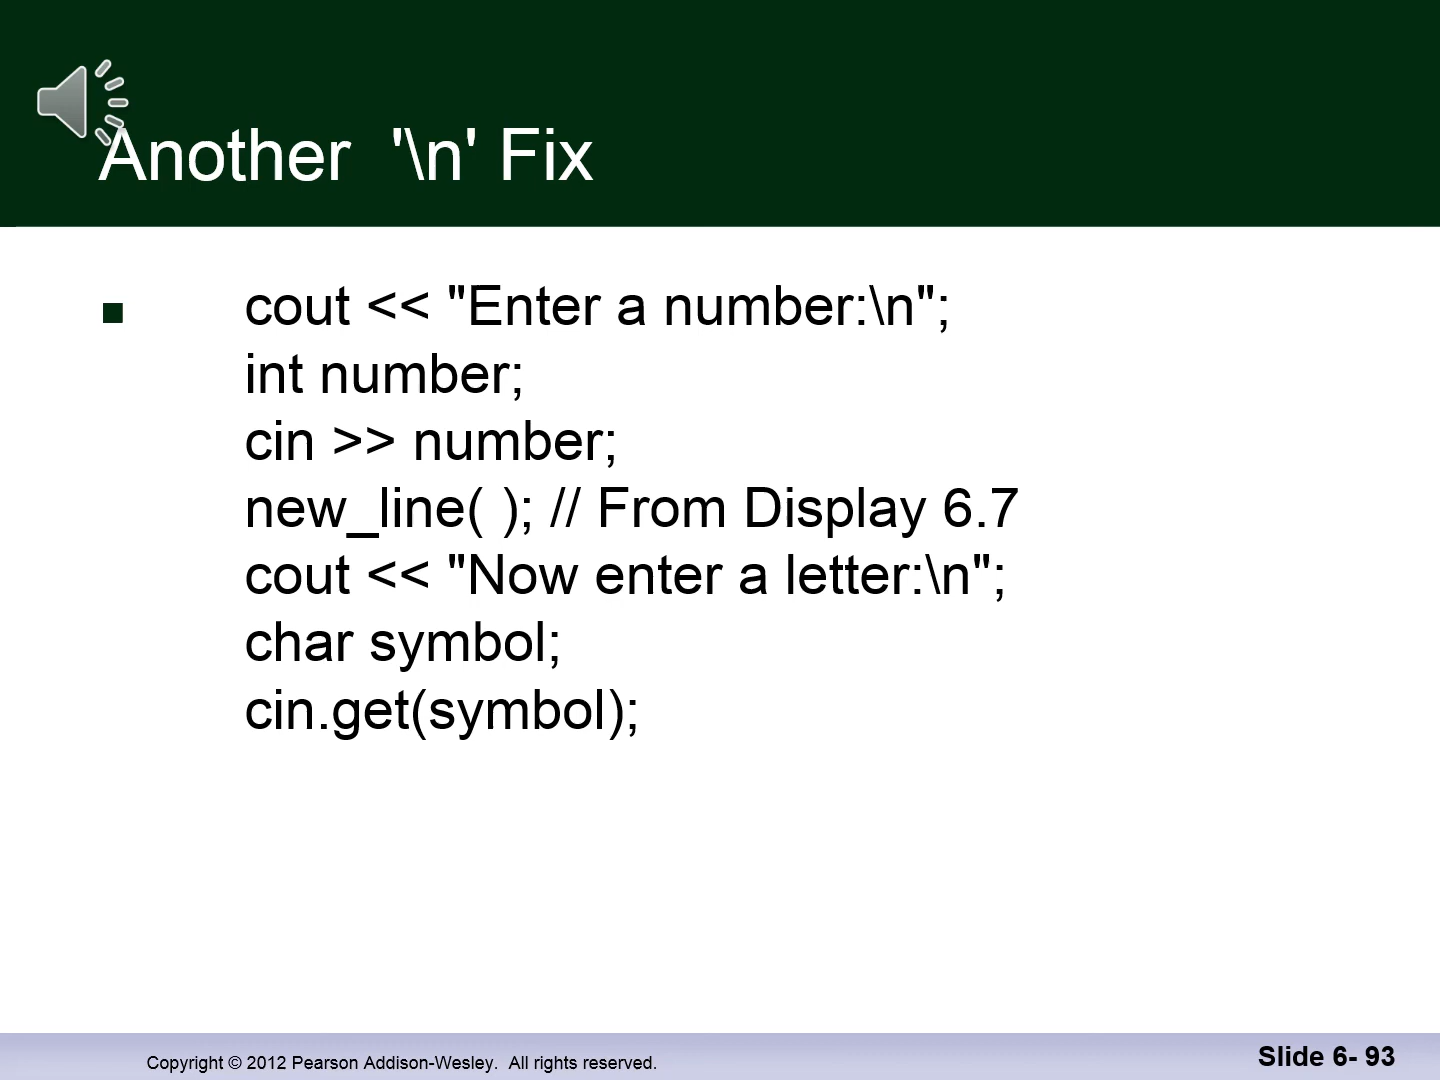 Another '\n' Fix
cout << "Enter a number:\n";
int number;
cin >> number;
new_line( ); // From Display 6.7
cout << "Now enter a letter:\n";
char symbol;
cin.get(symbol);
Copyright © 2012 Pearson Addison-Wesley. All rights reserved.
Slide 6- 93